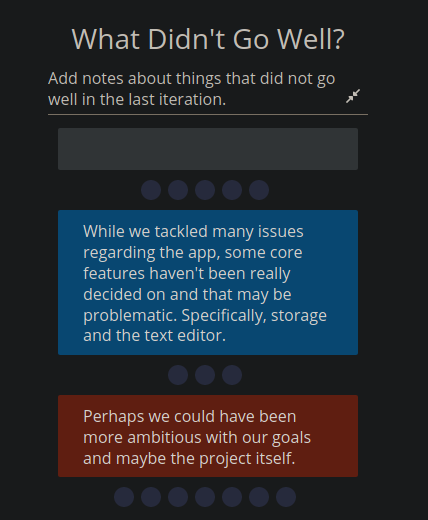 What Didn't Go Well?
Add notes about things that did not go
well in the last iteration.
While we tackled many issues
regarding the app, some core
features haven't been really
decided on and that may be
problematic. Specifically, storage
and the text editor.
Perhaps we could have been
more ambitious with our goals
and maybe the project itself.